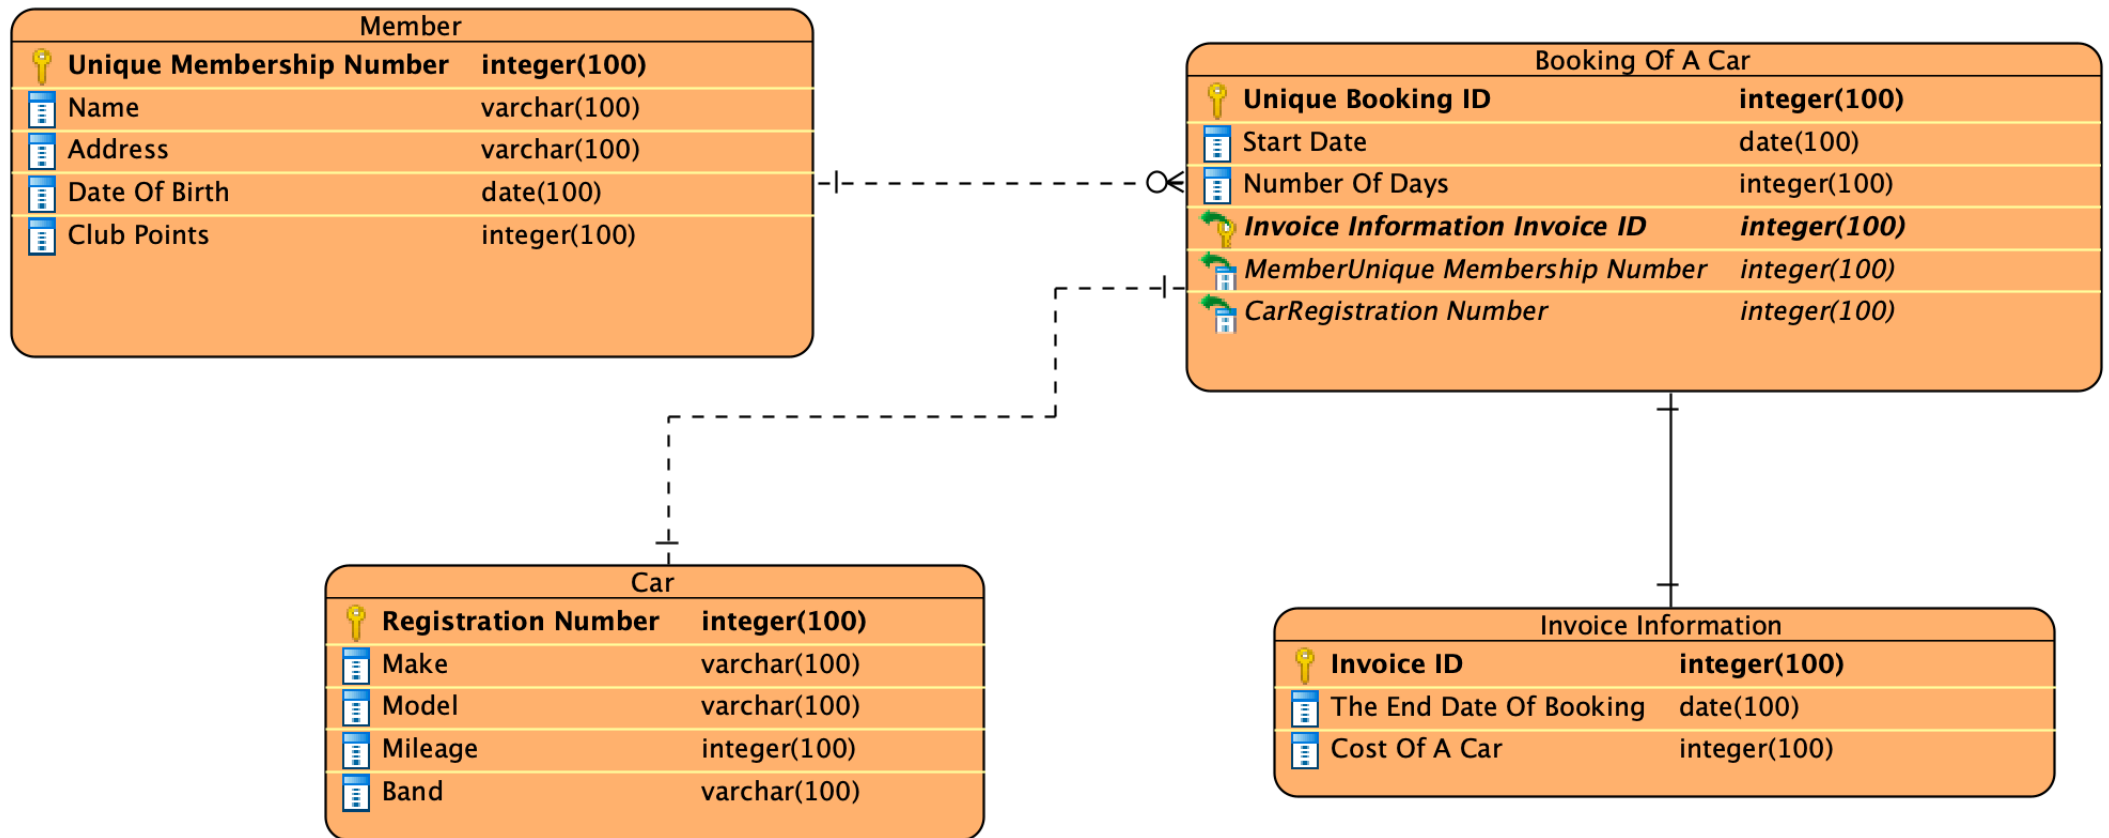 Member
Unique Membership Number integer(100)
Name varchar(100)
Address varchar(100)
Date Of Birth date(100)
Club Points integer(100)
Booking Of A Car
Unique Booking ID integer(100)
Start Date date(100)
Number Of Days integer(100)
Invoice Information Invoice ID integer(100)
MemberUnique Membership Number integer(100)
CarRegistration Number integer(100)
Car
Registration Number integer(100)
Make varchar(100)
Model varchar(100)
Mileage integer(100)
Band varchar(100)
Invoice Information
Invoice ID integer(100)
The End Date Of Booking date(100)
Cost Of A Car integer(100)